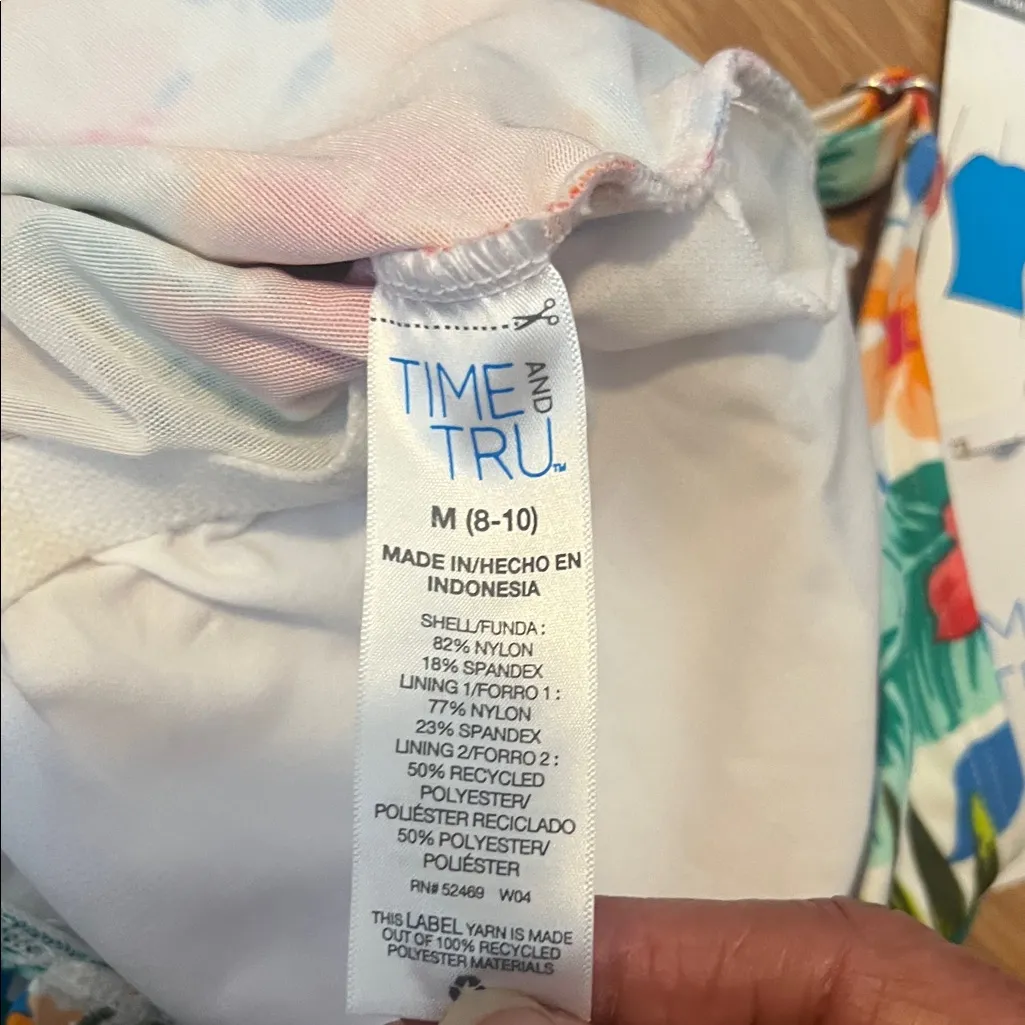 TIME AND
TRU™
M (8-10)
MADE IN/HECHO EN
INDONESIA
SHELL/FUNDA:
82% NYLON
18% SPANDEX
LINING 1/FORRO 1:
77% NYLON
23% SPANDEX
LINING 2/FORRO 2:
50% RECYCLED
POLYESTER/
POLIÉSTER RECICLADO
50% POLYESTER/
POLIÉSTER
RN# 52469 W04
THIS LABEL YARN IS MADE
OUT OF 100% RECYCLED
POLYESTER MATERIALS